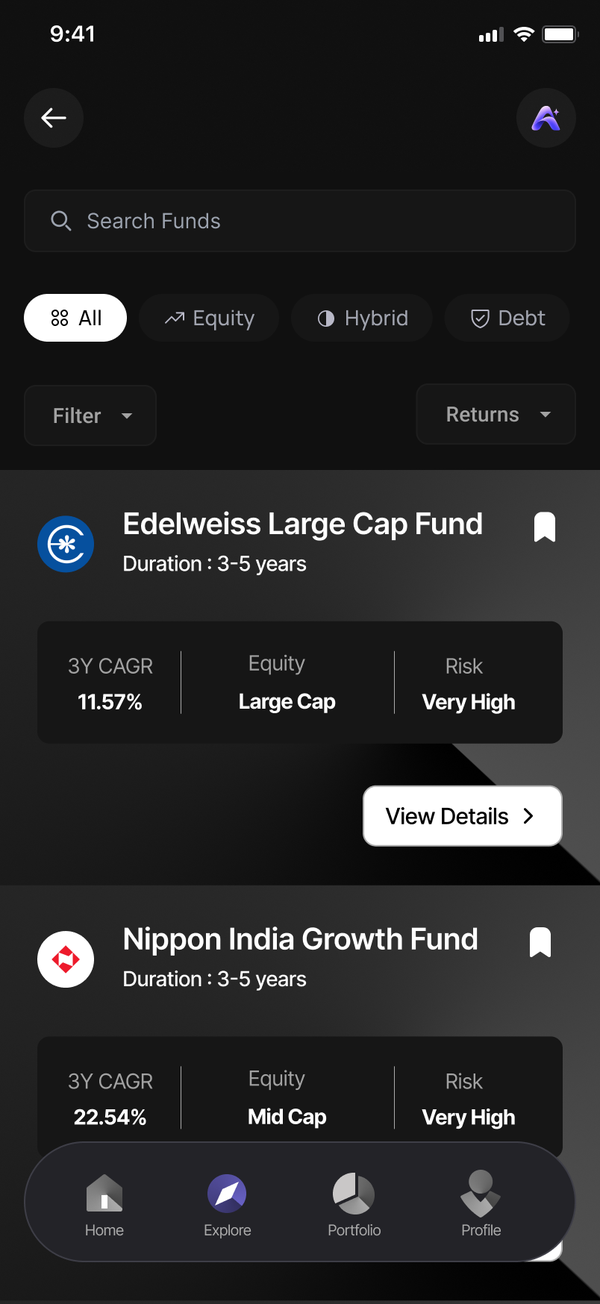 9:41
Search Funds
All Equity Hybrid Debt
Filter Returns
Edelweiss Large Cap Fund
Duration : 3-5 years
3Y CAGR Equity Risk
11.57% Large Cap Very High
View Details
Nippon India Growth Fund
Duration : 3-5 years
3Y CAGR Equity Risk
22.54% Mid Cap Very High
Home Explore Portfolio Profile